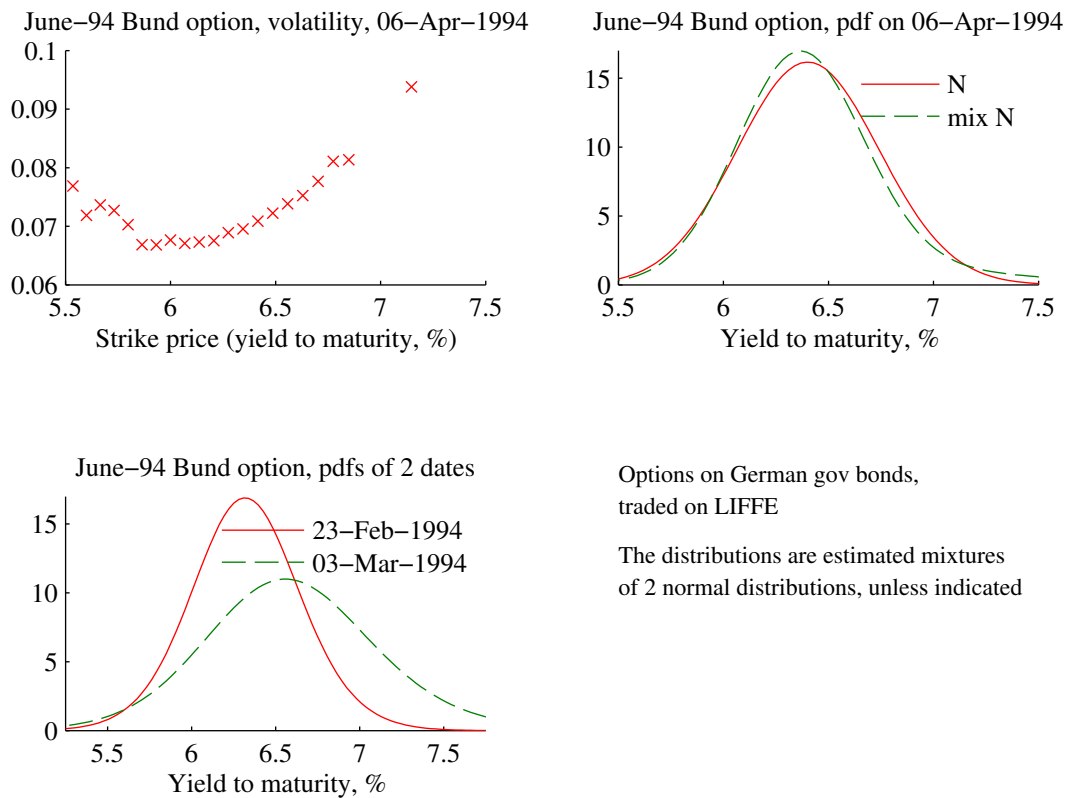 June−94 Bund option, volatility, 06−Apr−1994
0.1
0.09
0.08
0.07
0.06
5.5 6 6.5 7 7.5
Strike price (yield to maturity, %)
June−94 Bund option, pdf on 06−Apr−1994
15
10
5
0
N
mix N
5.5 6 6.5 7 7.5
Yield to maturity, %
June−94 Bund option, pdfs of 2 dates
15
10
5
0
23−Feb−1994
03−Mar−1994
5.5 6 6.5 7 7.5
Yield to maturity, %
Options on German gov bonds,
traded on LIFFE
The distributions are estimated mixtures
of 2 normal distributions, unless indicated